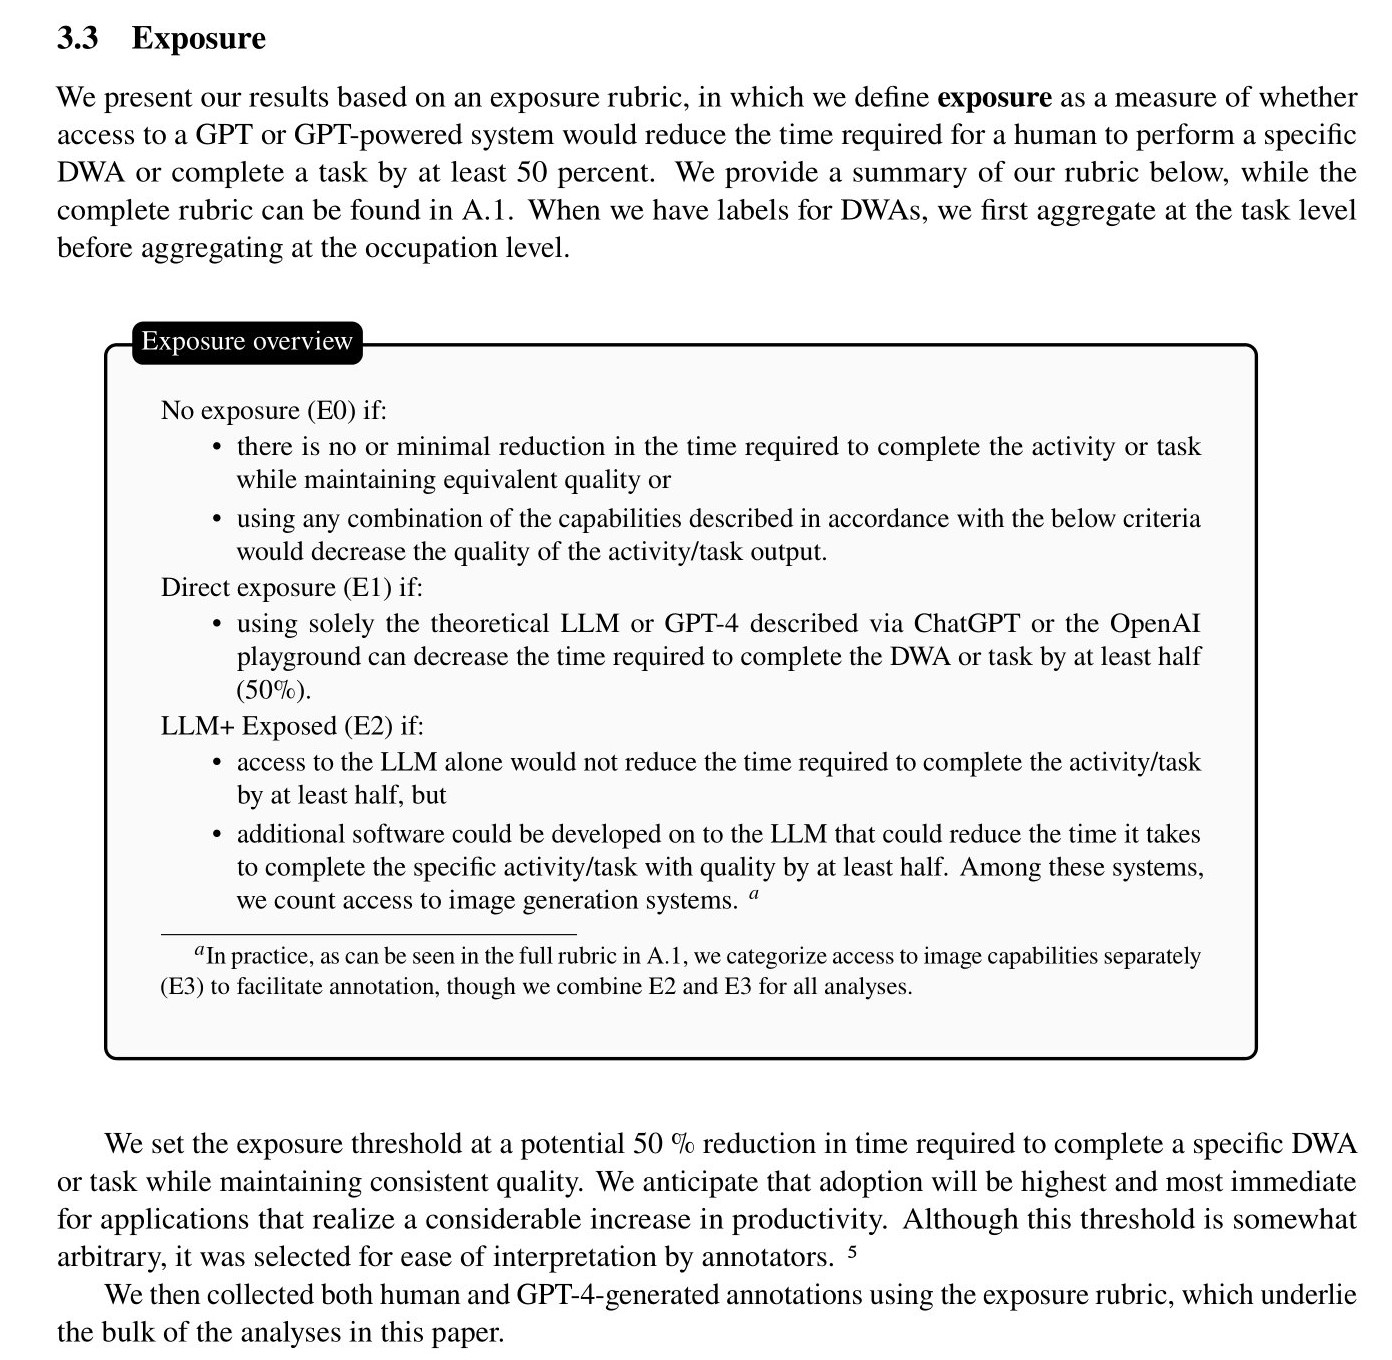 3.3 Exposure
We present our results based on an exposure rubric, in which we define exposure as a measure of whether
access to a GPT or GPT-powered system would reduce the time required for a human to perform a specific
DWA or complete a task by at least 50 percent. We provide a summary of our rubric below, while the
complete rubric can be found in A.1. When we have labels for DWAs, we first aggregate at the task level
before aggregating at the occupation level.
Exposure overview
No exposure (E0) if:
• there is no or minimal reduction in the time required to complete the activity or task
while maintaining equivalent quality or
• using any combination of the capabilities described in accordance with the below criteria
would decrease the quality of the activity/task output.
Direct exposure (E1) if:
• using solely the theoretical LLM or GPT-4 described via ChatGPT or the OpenAI
playground can decrease the time required to complete the DWA or task by at least half
(50%).
LLM+ Exposed (E2) if:
• access to the LLM alone would not reduce the time required to complete the activity/task
by at least half, but
• additional software could be developed on to the LLM that could reduce the time it takes
to complete the specific activity/task with quality by at least half. Among these systems,
we count access to image generation systems. a
aIn practice, as can be seen in the full rubric in A.1, we categorize access to image capabilities separately
(E3) to facilitate annotation, though we combine E2 and E3 for all analyses.
We set the exposure threshold at a potential 50 % reduction in time required to complete a specific DWA
or task while maintaining consistent quality. We anticipate that adoption will be highest and most immediate
for applications that realize a considerable increase in productivity. Although this threshold is somewhat
arbitrary, it was selected for ease of interpretation by annotators. 5
We then collected both human and GPT-4-generated annotations using the exposure rubric, which underlie
the bulk of the analyses in this paper.